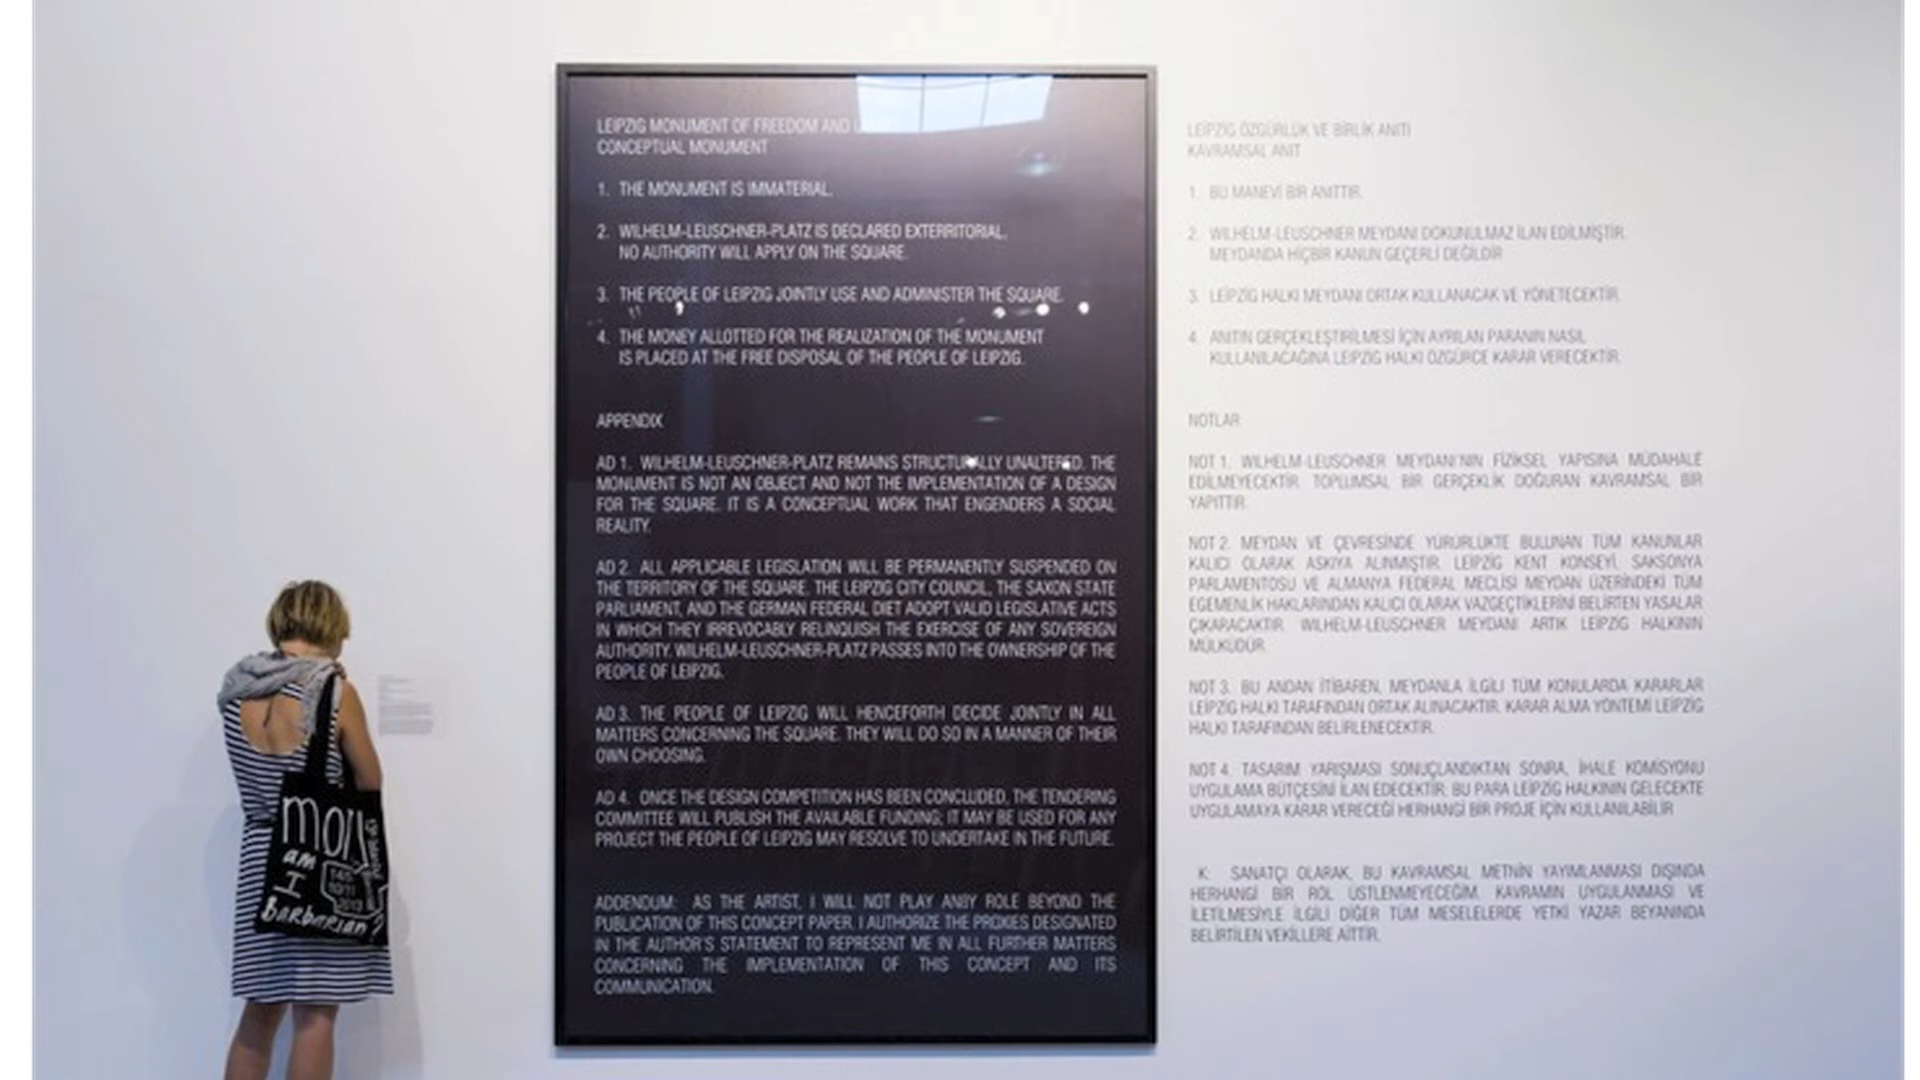 LEIPZIG MONUMENT OF FREEDOM AND
CONCEPTUAL MONUMENT
1. THE MONUMENT IS IMMATERIAL.
2. WILHELM-LEUSCHNER-PLATZ IS DECLARED EXTERRITORIAL.
NO AUTHORITY WILL APPLY ON THE SQUARE.
3. THE PEOPLE OF LEIPZIG JOINTLY USE AND ADMINISTER THE SQUARE.
4. THE MONEY ALLOTTED FOR THE REALIZATION OF THE MONUMENT
IS PLACED AT THE FREE DISPOSAL OF THE PEOPLE OF LEIPZIG.
APPENDIX
AD 1. WILHELM-LEUSCHNER-PLATZ REMAINS STRUCTURALLY UNALTERED. THE
MONUMENT IS NOT AN OBJECT AND NOT THE IMPLEMENTATION OF A DESIGN
FOR THE SQUARE. IT IS A CONCEPTUAL WORK THAT ENGENDERS A SOCIAL
REALITY.
AD 2. ALL APPLICABLE LEGISLATION WILL BE PERMANENTLY SUSPENDED ON
THE TERRITORY OF THE SQUARE. THE LEIPZIG CITY COUNCIL, THE SAXON STATE
PARLIAMENT, AND THE GERMAN FEDERAL DIET ADOPT VALID LEGISLATIVE ACTS
IN WHICH THEY IRREVOCABLY RELINQUISH THE EXERCISE OF ANY SOVEREIGN
AUTHORITY. WILHELM-LEUSCHNER-PLATZ PASSES INTO THE OWNERSHIP OF THE
PEOPLE OF LEIPZIG.
AD 3. THE PEOPLE OF LEIPZIG WILL HENCEFORTH DECIDE JOINTLY IN ALL
MATTERS CONCERNING THE SQUARE. THEY WILL DO SO IN A MANNER OF THEIR
OWN CHOOSING.
AD 4. ONCE THE DESIGN COMPETITION HAS BEEN CONCLUDED, THE TENDERING
COMMITTEE WILL PUBLISH THE AVAILABLE FUNDING; IT MAY BE USED FOR ANY
PROJECT THE PEOPLE OF LEIPZIG MAY RESOLVE TO UNDERTAKE IN THE FUTURE.
ADDENDUM: AS THE ARTIST, I WILL NOT PLAY ANBY ROLE BEYOND THE
PUBLICATION OF THIS CONCEPT PAPER. I AUTHORIZE THE PROXIES DESIGNATED
IN THE AUTHOR'S STATEMENT TO REPRESENT ME IN ALL FURTHER MATTERS
CONCERNING THE IMPLEMENTATION OF THIS CONCEPT AND ITS
COMMUNICATION.
LEİPZİG ÖZGÜRLÜK VE BİRLİK ANITI
KAVRAMSAL ANIT
1. BU MANEVİ BİR ANITTIR.
2. WILHELM-LEUSCHNER MEYDANI DOKUNULMAZ İLAN EDİLMİŞTİR.
MEYDANDA HİÇBİR KANUN GEÇERLİ DEĞİLDİR
3. LEİPZİG HALKI MEYDANI ORTAK KULLANACAK VE YÖNETECEKTİR.
4. ANITIN GERÇEKLEŞTİRİLMESİ İÇİN AYRILAN PARANIN NASIL
KULLANILACAĞINA LEIPZIG HALKI ÖZGÜRCE KARAR VERECEKTİR.
NOTLAR
NOT 1. WILHELM-LEUSCHNER MEYDANI'NIN FİZİKSEL YAPISINA MÜDAHALE
EDİLMEYECEKTİR. TOPLUMSAL BİR GERÇEKLİK DOĞURAN KAVRAMSAL BİR
YAPITTIR.
NOT 2. MEYDAN VE ÇEVRESİNDE YÜRÜRLÜKTE BULUNAN TÜM KANUNLAR
KALICI OLARAK ASKIYA ALINMIŞTIR. LEIPZIG KENT KONSEYİ, SAKSONYA
PARLAMENTOSU VE ALMANYA FEDERAL MECLİSİ MEYDAN ÜZERİNDEKİ TÜM
EGEMENLİK HAKLARINDAN KALICI OLARAK VAZGEÇTİKLERİNİ BELİRTEN YASALAR
ÇIKARACAKTIR. WILHELM-LEUSCHNER MEYDANI ARTIK LEİPZİG HALKININ
MÜLKÜDÜR.
NOT 3. BU ANDAN İTİBAREN, MEYDANLA İLGİLİ TÜM KONULARDA KARARLAR
LEİPZİG HALKI TARAFINDAN ORTAK ALINACAKTIR. KARAR ALMA YÖNTEMİ LEİPZİG
HALKI TARAFINDAN BELİRLENECEKTİR.
NOT 4. TASARIM YARIŞMASI SONUÇLANDIKTAN SONRA, İHALE KOMİSYONU
UYGULAMA BÜTÇESİNİ İLAN EDECEKTİR. BU PARA LEİPZİG HALKININ GELECEKTE
UYGULAMAYA KARAR VERECEĞİ HERHANGİ BİR PROJE İÇİN KULLANILABİLİR
K: SANATÇI OLARAK, BU KAVRAMSAL METNİN YAYIMLANMASI DIŞINDA
HERHANGİ BİR ROL ÜSTLENMEYECEĞİM. KAVRAMIN UYGULANMASI VE
İLETİLMESİYLE İLGİLİ DİĞER TÜM MESELELERDE YETKİ YAZAR BEYANINDA
BELİRTİLEN VEKİLLERE AİTTİR.
am
I
Barbarian?